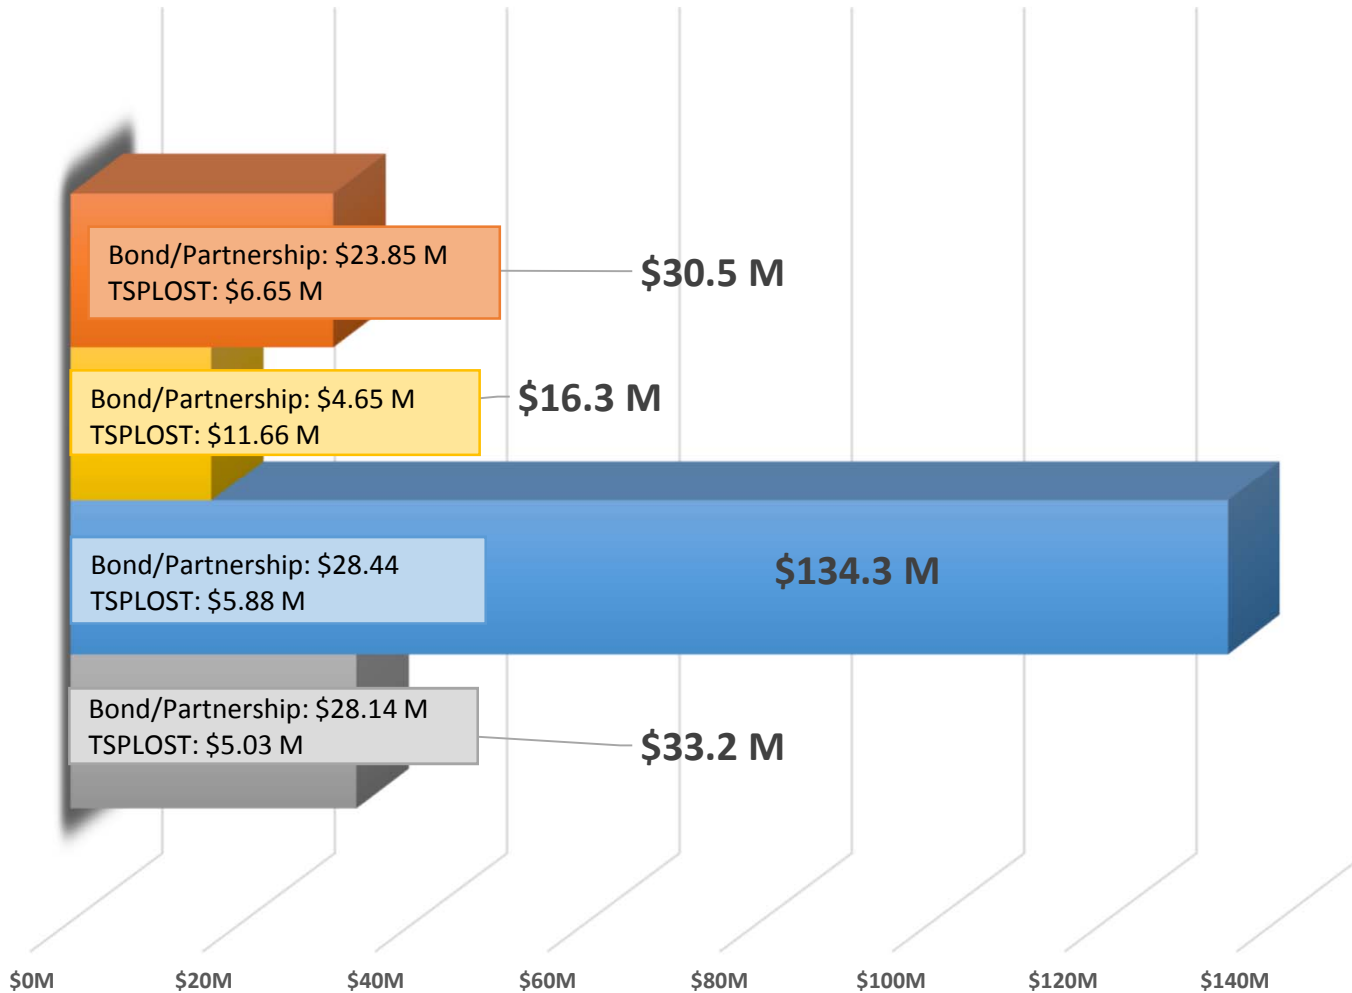 Bond/Partnership: $23.85 M
TSPLOST: $6.65 M
$30.5 M
Bond/Partnership: $4.65 M
TSPLOST: $11.66 M
$16.3 M
Bond/Partnership: $28.44
TSPLOST: $5.88 M
$134.3 M
Bond/Partnership: $28.14 M
TSPLOST: $5.03 M
$33.2 M
$0M $20M $40M $60M $80M $100M $120M $140M